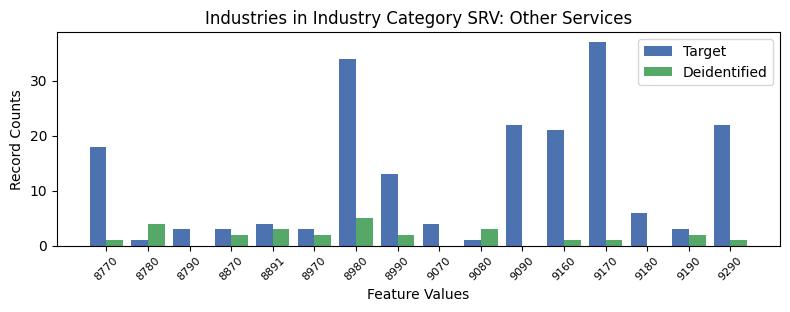 Industries in Industry Category SRV: Other Services
Target
Deidentified
Record Counts
30
20
10
0
8770 8780 8790 8870 8891 8970 8980 8990 9070 9080 9090 9160 9170 9180 9190 9290
Feature Values